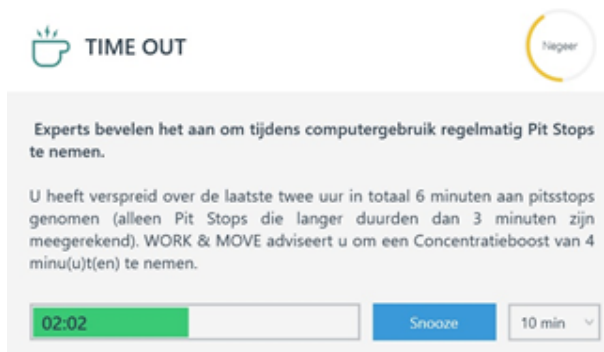 TIME OUT
Negeer
Experts bevelen het aan om tijdens computergebruik regelmatig Pit Stops
te nemen.
U heeft verspreid over de laatste twee uur in totaal 6 minuten aan pitsstops
genomen (alleen Pit Stops die langer duurden dan 3 minuten zijn
meegerekend). WORK & MOVE adviseert u om een Concentratieboost van 4
minu(u)t(en) te nemen.
02:02
Snooze
10 min